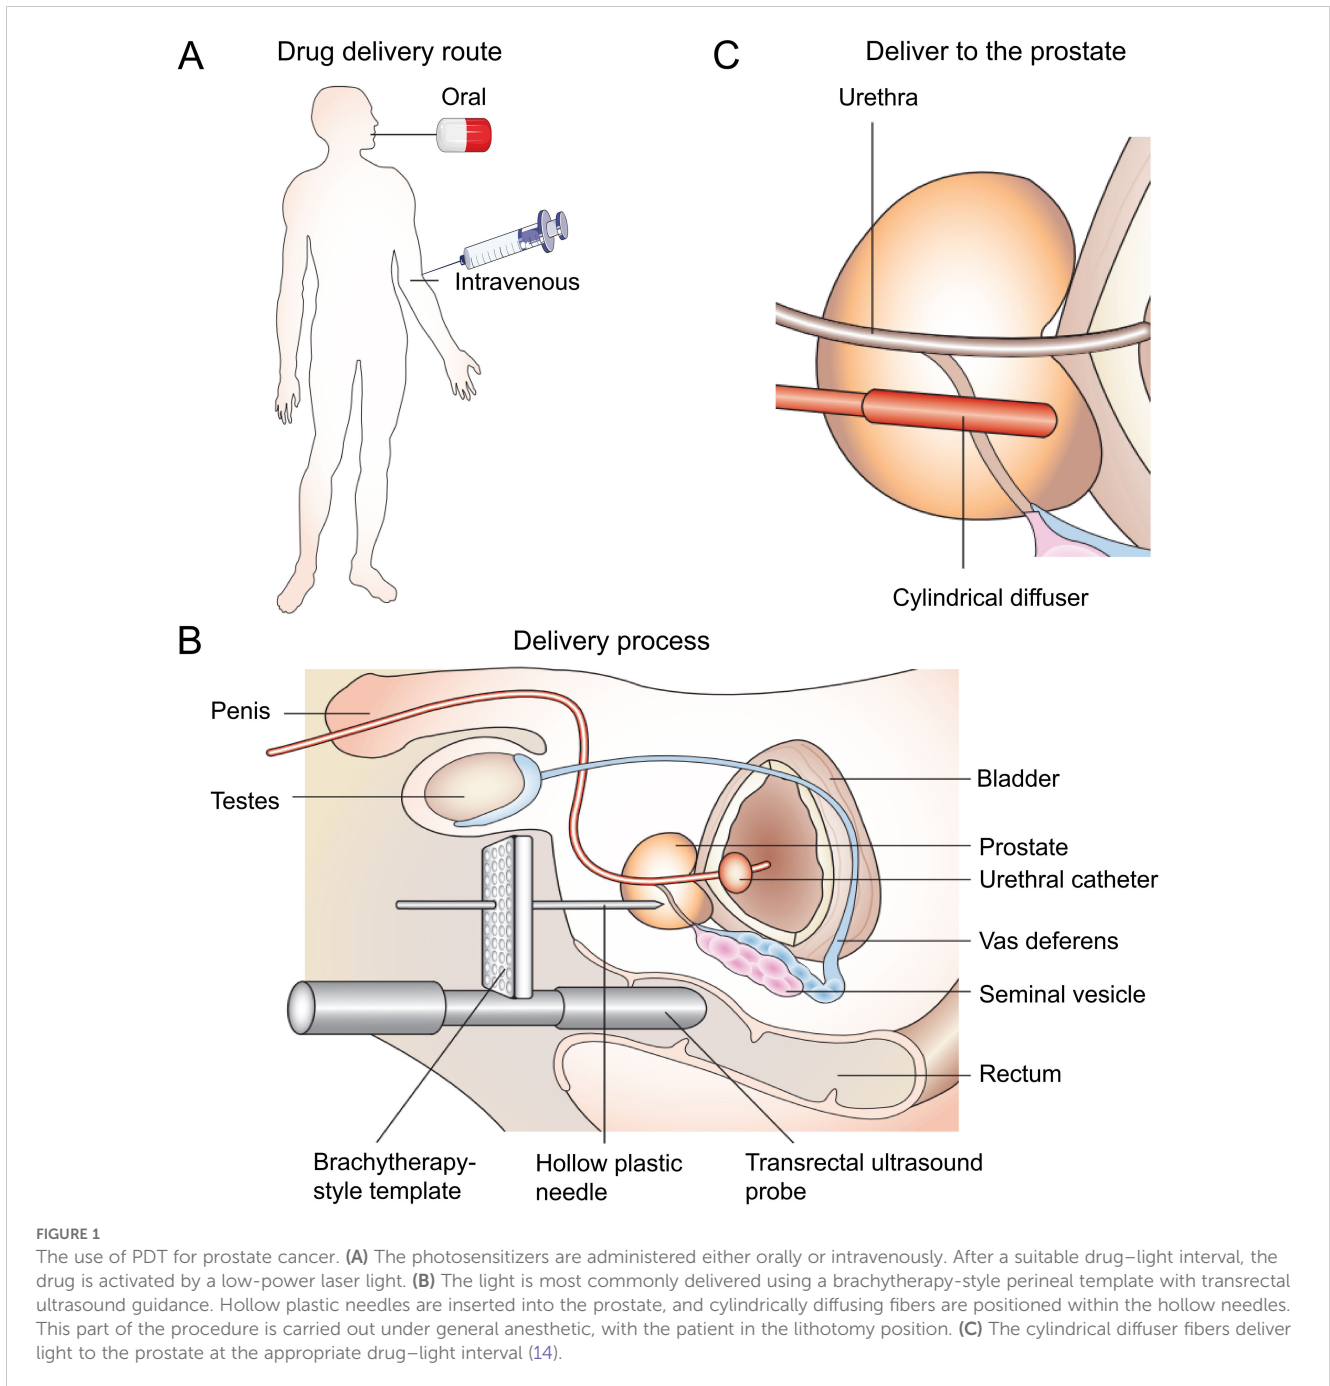 A
Drug delivery route
Oral
Intravenous
C
Deliver to the prostate
Urethra
Cylindrical diffuser
B
Delivery process
Penis
Testes
Bladder
Prostate
Urethral catheter
Vas deferens
Seminal vesicle
Rectum
Brachytherapy-
style template
Hollow plastic
needle
Transrectal ultrasound
probe
FIGURE 1
The use of PDT for prostate cancer. (A) The photosensitizers are administered either orally or intravenously. After a suitable drug–light interval, the
drug is activated by a low-power laser light. (B) The light is most commonly delivered using a brachytherapy-style perineal template with transrectal
ultrasound guidance. Hollow plastic needles are inserted into the prostate, and cylindrically diffusing fibers are positioned within the hollow needles.
This part of the procedure is carried out under general anesthetic, with the patient in the lithotomy position. (C) The cylindrical diffuser fibers deliver
light to the prostate at the appropriate drug–light interval (14).